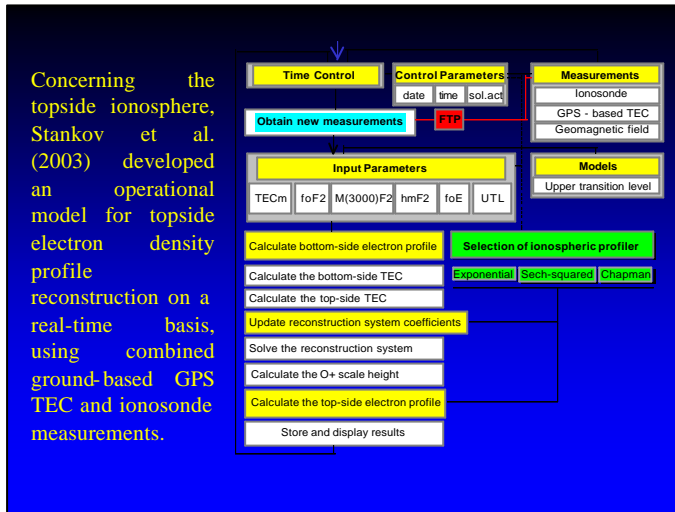 Concerning the
topside ionosphere,
Stankov et al.
(2003) developed
an operational
model for topside
electron density
profile
reconstruction on a
real-time basis,
using combined
ground-based GPS
TEC and ionosonde
measurements.
Time Control
Control Parameters
date time sol.act
Measurements
Ionosonde
GPS - based TEC
Geomagnetic field
Obtain new measurements
FTP
Input Parameters
TECm foF2 M(3000)F2 hmF2 foE UTL
Models
Upper transition level
Calculate bottom-side electron profile
Selection of ionospheric profiler
Exponential Sech-squared Chapman
Calculate the bottom-side TEC
Calculate the top-side TEC
Update reconstruction system coefficients
Solve the reconstruction system
Calculate the O+ scale height
Calculate the top-side electron profile
Store and display results